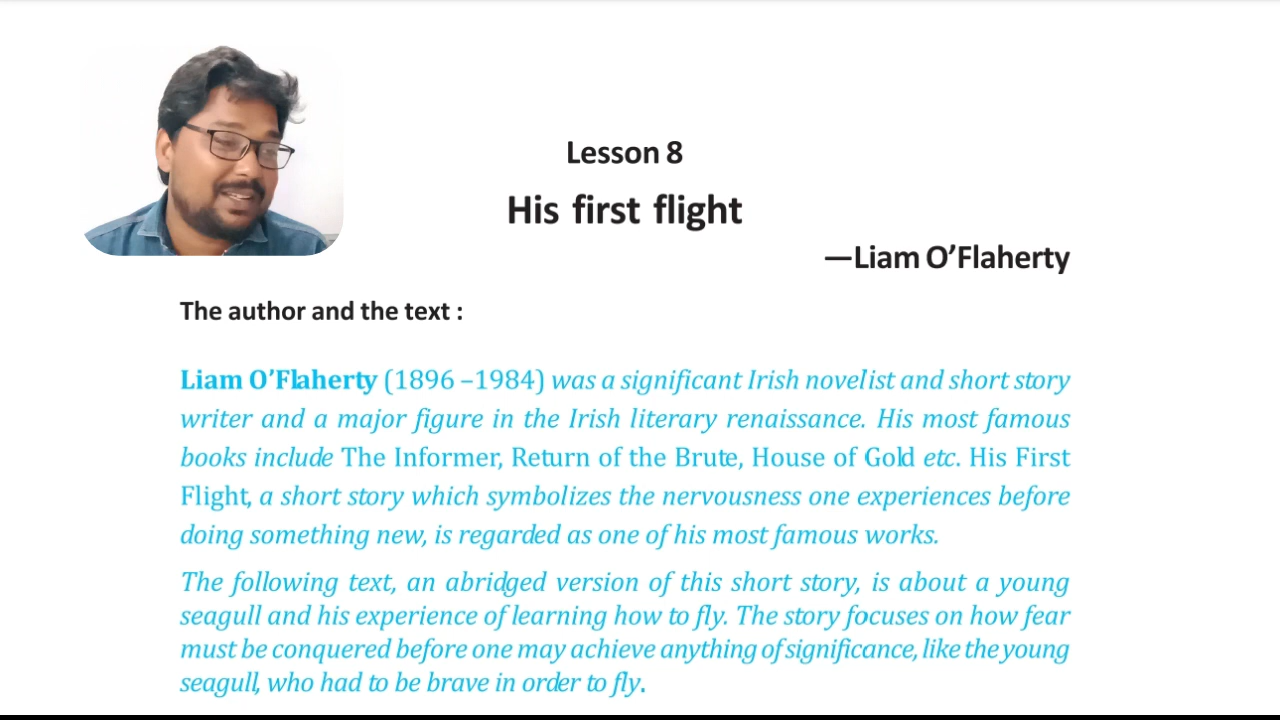 Lesson 8
His first flight
—Liam O’Flaherty
The author and the text :
Liam O’Flaherty (1896 –1984) was a significant Irish novelist and short story
writer and a major figure in the Irish literary renaissance. His most famous
books include The Informer, Return of the Brute, House of Gold etc. His First
Flight, a short story which symbolizes the nervousness one experiences before
doing something new, is regarded as one of his most famous works.
The following text, an abridged version of this short story, is about a young
seagull and his experience of learning how to fly. The story focuses on how fear
must be conquered before one may achieve anything of significance, like the young
seagull, who had to be brave in order to fly.